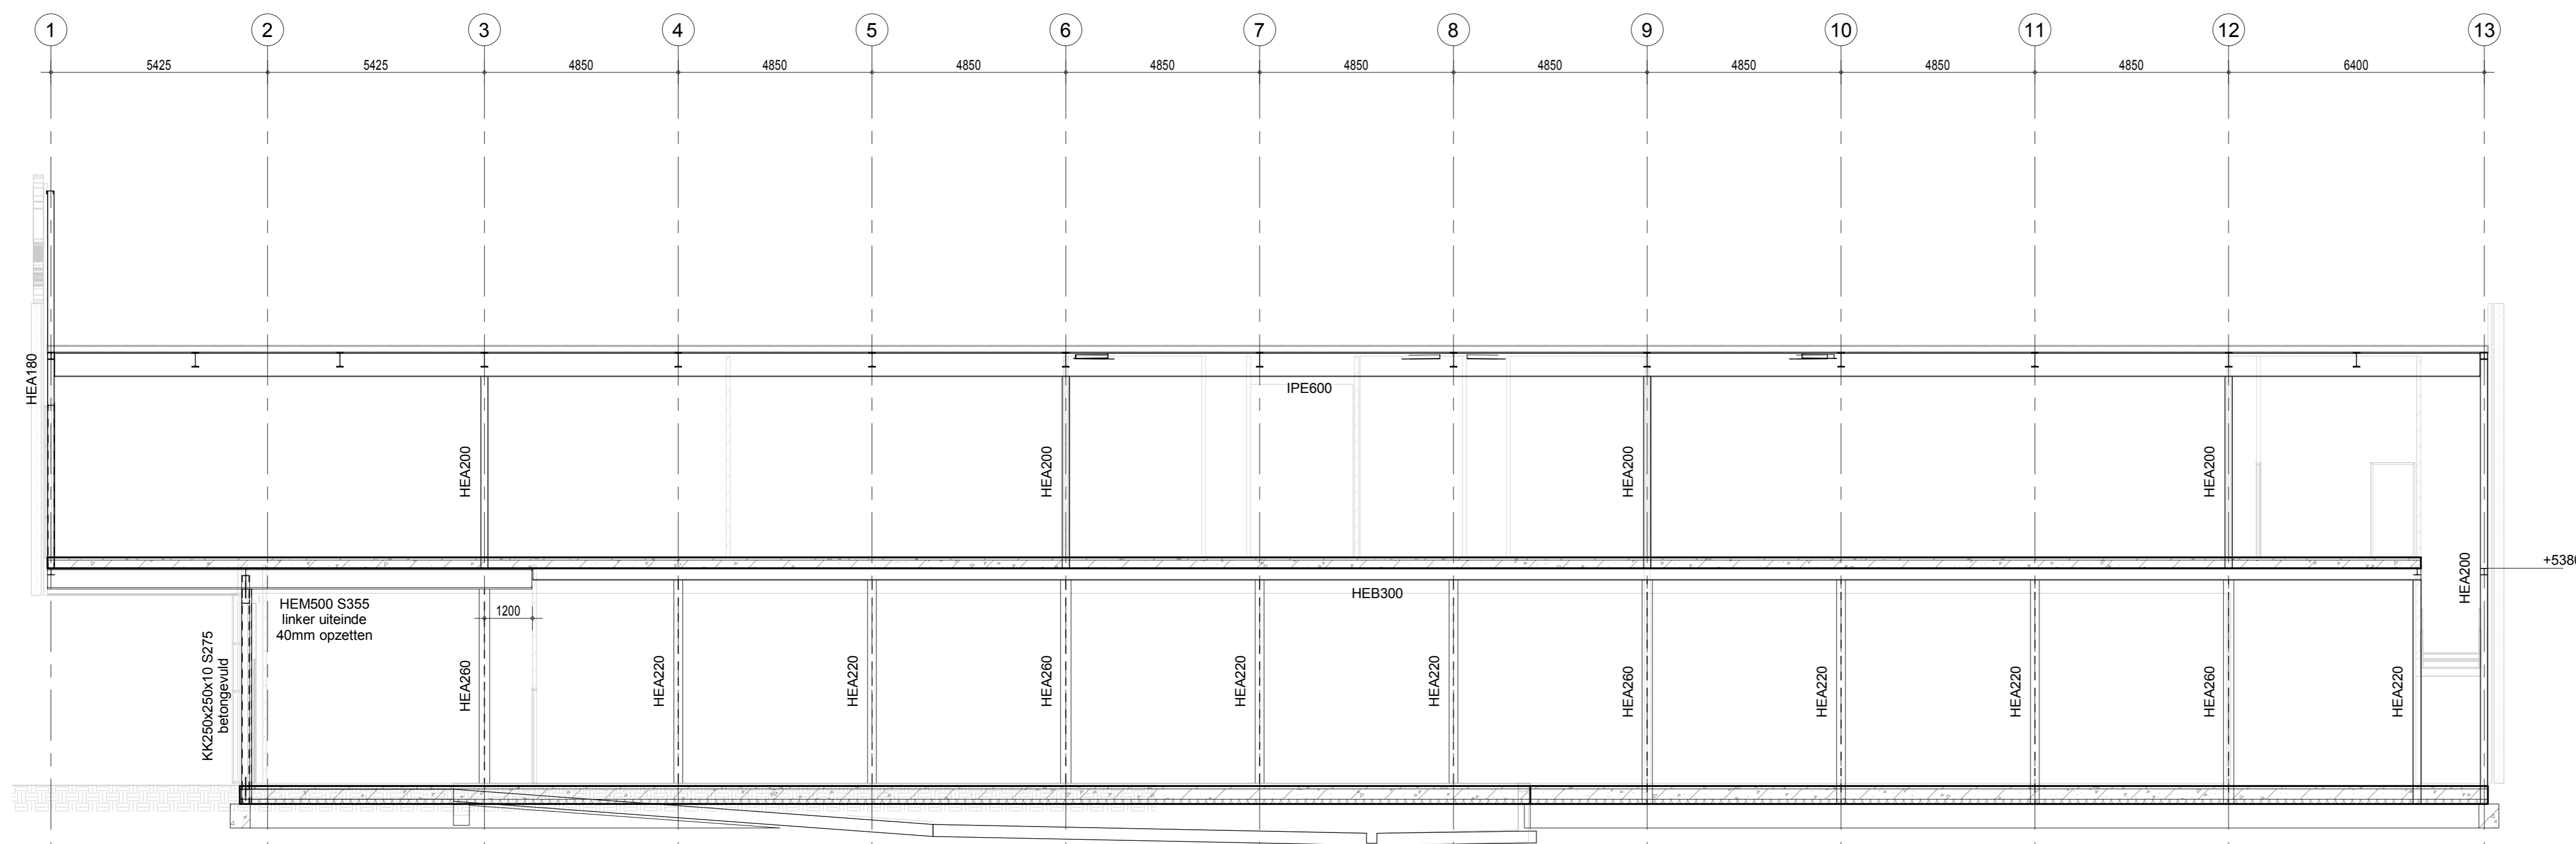 1 2 3 4 5 6 7 8 9 10 11 12 13
5425 5425 4850 4850 4850 4850 4850 4850 4850 4850 4850 6400
HEA180
IPE600
HEA200 HEA200 HEA200 HEA200
HEA200
+5380
HEB300
HEM500 S355
linker uiteinde
40mm opzetten
1200
KK250x250x10 S275
betongevuld
HEA260 HEA220 HEA220 HEA260 HEA220 HEA220 HEA260 HEA220 HEA220 HEA260 HEA220